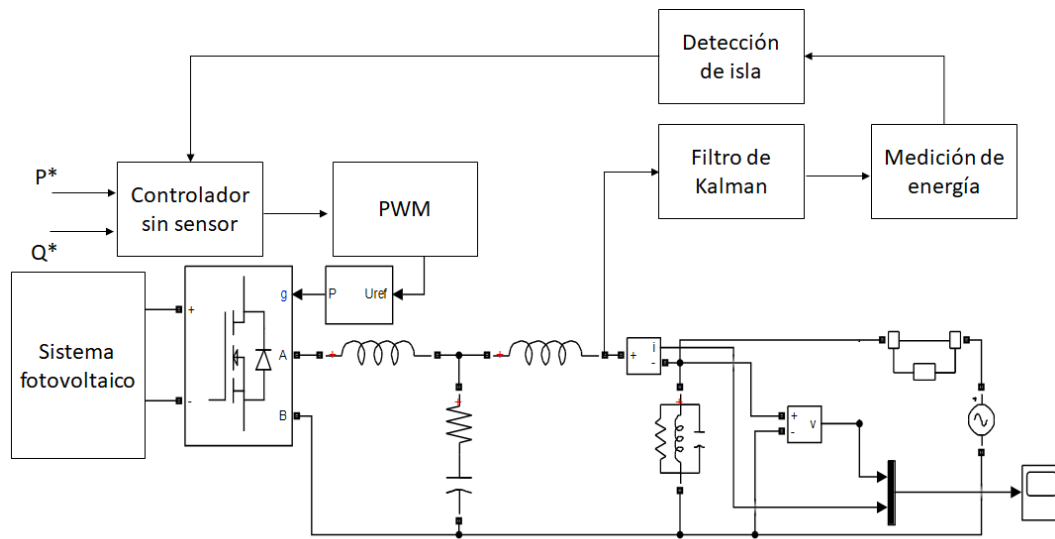 Detección
de isla
P*
Q*
Controlador
sin sensor
PWM
Filtro de
Kalman
Medición de
energía
Sistema
fotovoltaico
+
-
g
A
B
P Uref
+
+
+
+
+
i
-
+
+
-
v
+